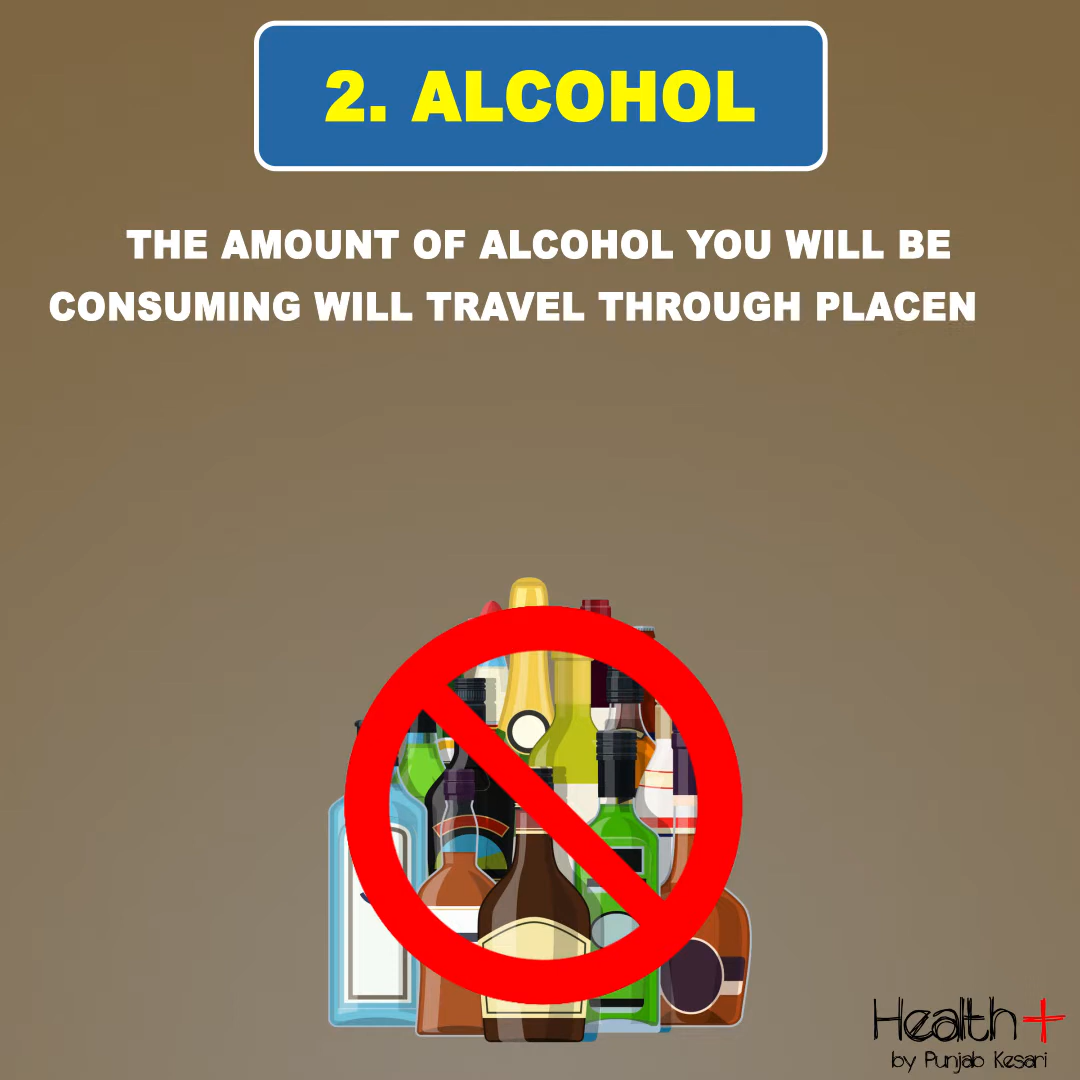 2. ALCOHOL
THE AMOUNT OF ALCOHOL YOU WILL BE
CONSUMING WILL TRAVEL THROUGH PLACEN
Health+
by Punjab Kesari